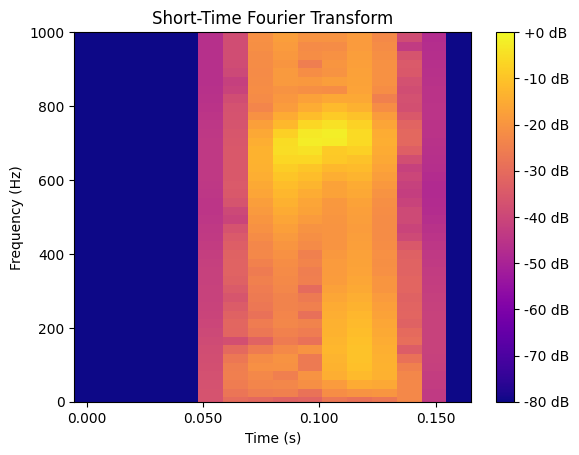 Short-Time Fourier Transform
1000
800
600
400
200
0
Frequency (Hz)
0.000
0.050
0.100
0.150
Time (s)
+0 dB
-10 dB
-20 dB
-30 dB
-40 dB
-50 dB
-60 dB
-70 dB
-80 dB